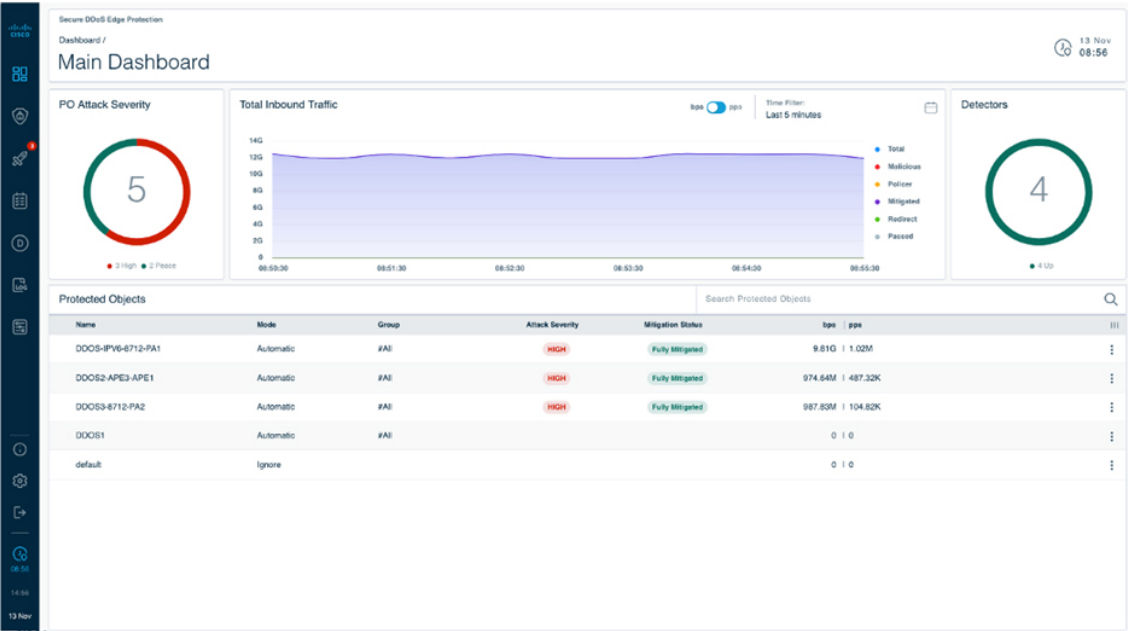 cisco
Secure DDoS Edge Protection
Dashboard /
Main Dashboard
13 Nov
08:56
3
PO Attack Severity
5
3 High 2 Peace
Total Inbound Traffic
bps pps
Time Filter:
Last 5 minutes
14G
12G
10G
8G
6G
4G
2G
0
08:50:30 08:51:30 08:52:30 08:53:30 08:54:30 08:55:30
Total
Malicious
Policer
Mitigated
Redirect
Passed
Detectors
4
4 Up
Protected Objects
Search Protected Objects
Name Mode Group Attack Severity Mitigation Status bps | pps
DDOS-IPV6-8712-PA1 Automatic #All HIGH Fully Mitigated 9.81G | 1.02M
DDOS2-APE3-APE1 Automatic #All HIGH Fully Mitigated 974.64M | 487.32K
DDOS3-8712-PA2 Automatic #All HIGH Fully Mitigated 987.83M | 104.82K
DDOS1 Automatic #All 0 | 0
default Ignore 0 | 0
D
LOG
08:56
14:56
13 Nov